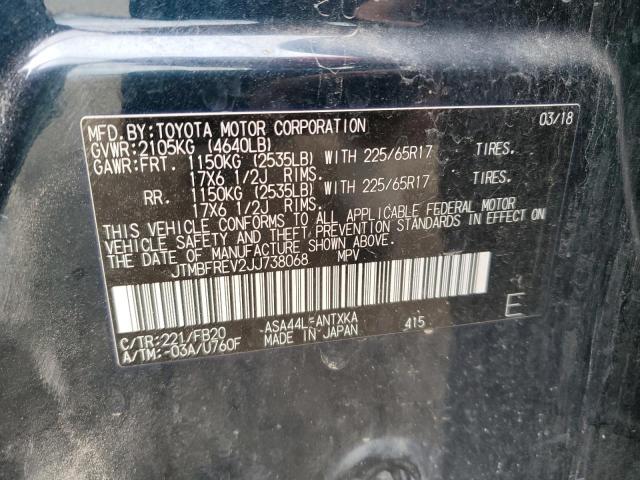 MFD. BY: TOYOTA MOTOR CORPORATION 03/18
GVWR: 2105KG (4640LB)
GAWR: FRT. 1150KG (2535LB) WITH 225/65R17 TIRES.
17X6 1/2J RIMS.
RR. 1150KG (2535LB) WITH 225/65R17 TIRES.
17X6 1/2J RIMS.
THIS VEHICLE CONFORMS TO ALL APPLICABLE FEDERAL MOTOR
VEHICLE SAFETY AND THEFT PREVENTION STANDARDS IN EFFECT ON
THE DATE OF MANUFACTURE SHOWN ABOVE.
JTMBFREV2JJ738068 MPV
C/TR: 221/FB20 -ASA44L-ANTXKA 415 E
A/TM: -03A/U760F MADE IN JAPAN